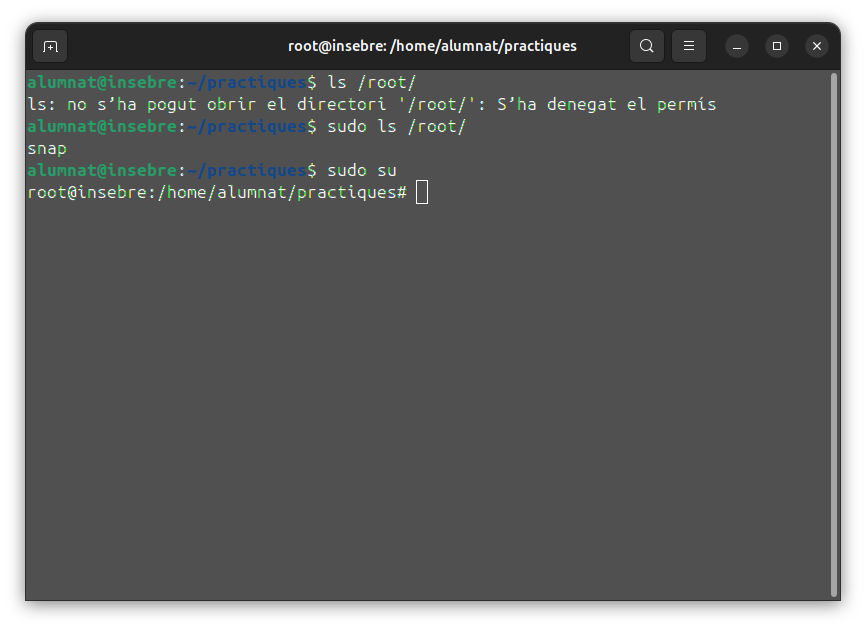 root@insebre: /home/alumnat/practiques
alumnat@insebre:~/practiques$ ls /root/
ls: no s’ha pogut obrir el directori '/root/': S’ha denegat el permís
alumnat@insebre:~/practiques$ sudo ls /root/
snap
alumnat@insebre:~/practiques$ sudo su
root@insebre:/home/alumnat/practiques#